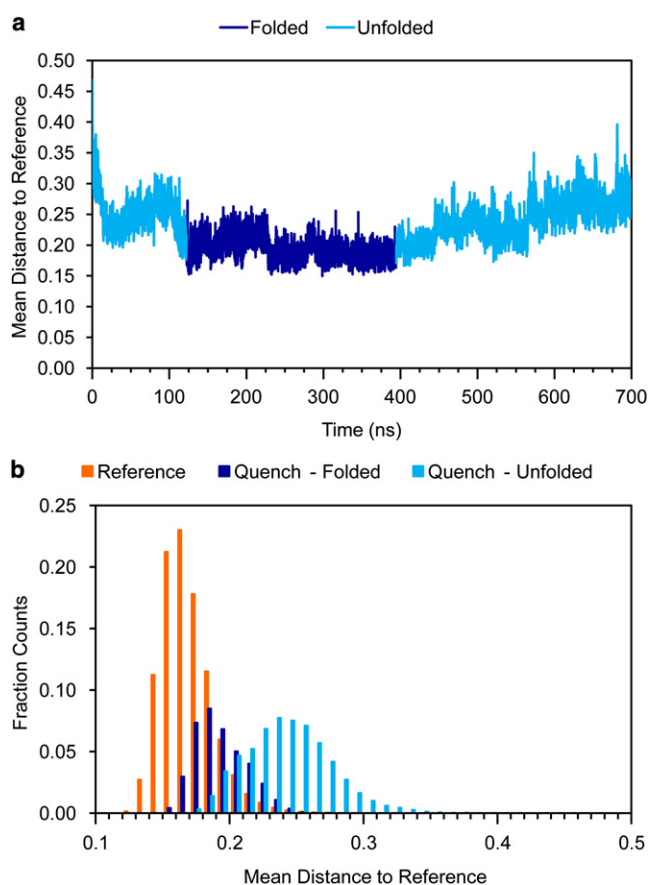 a
Folded Unfolded
0.50
0.45
0.40
0.35
0.30
0.25
0.20
0.15
0.10
0.05
0.00
Mean Distance to Reference
0 100 200 300 400 500 600 700
Time (ns)
b
Reference Quench - Folded Quench - Unfolded
0.25
0.20
0.15
0.10
0.05
0.00
Fraction Counts
0.1 0.2 0.3 0.4 0.5
Mean Distance to Reference